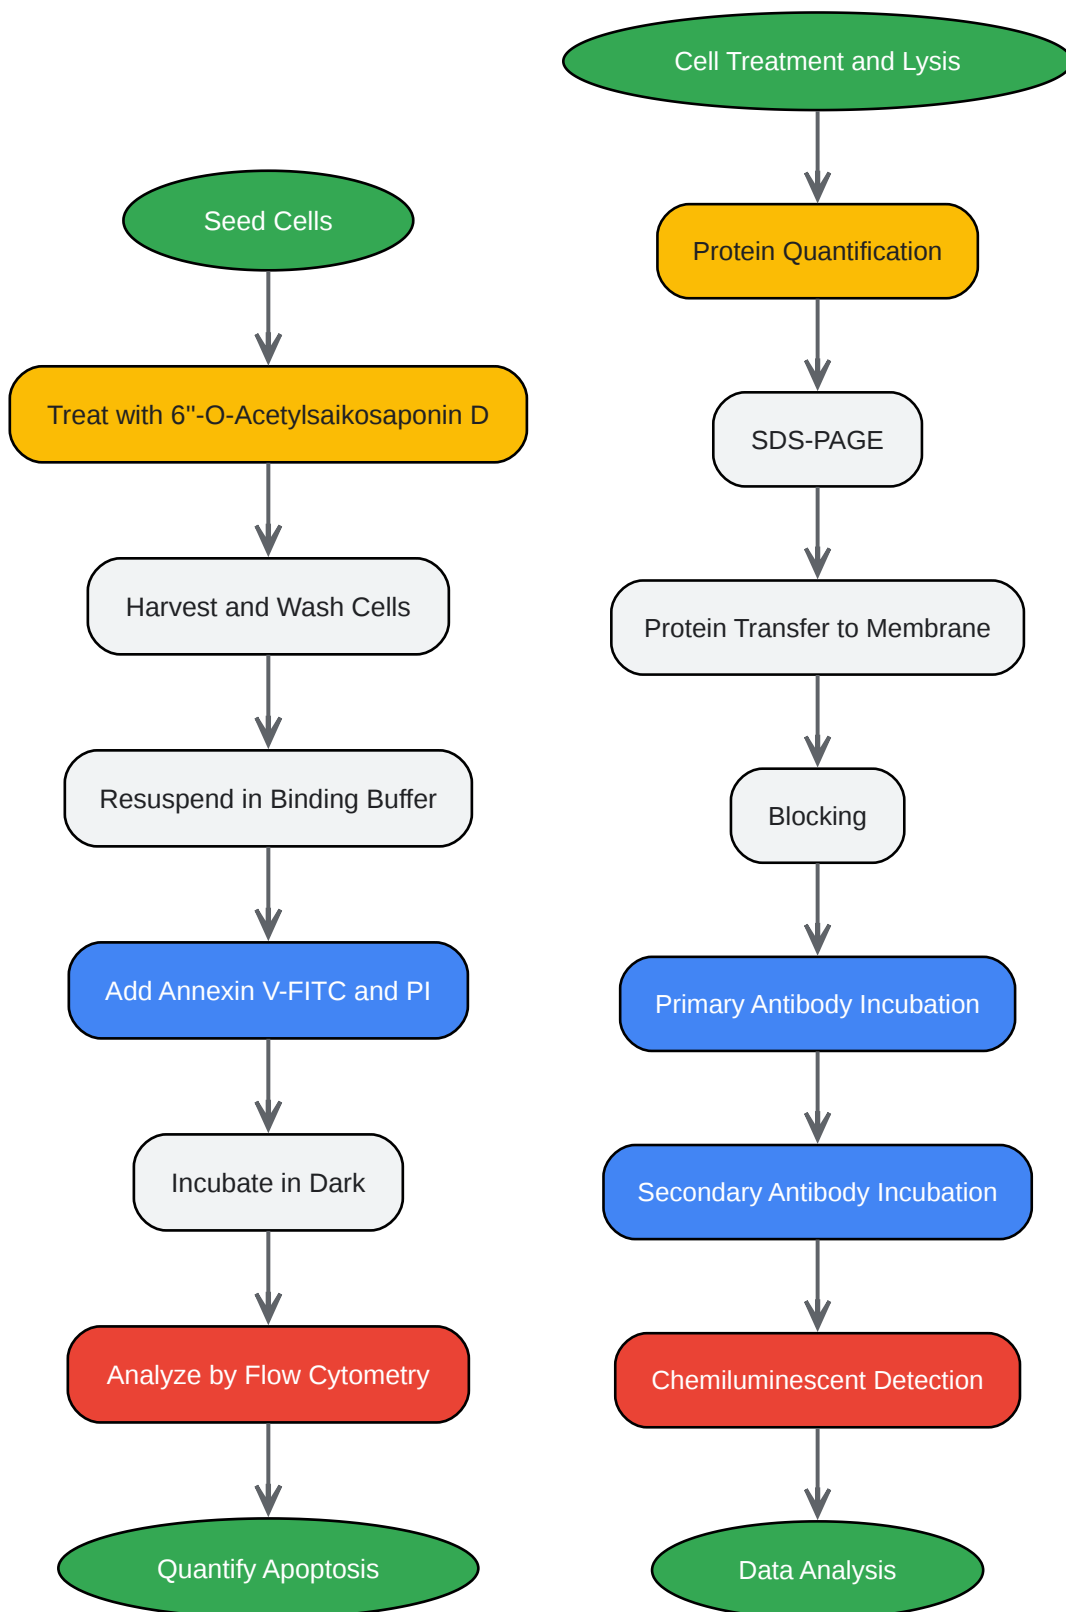 Seed Cells
Treat with 6"-O-Acetylsaikosaponin D
Harvest and Wash Cells
Resuspend in Binding Buffer
Add Annexin V-FITC and PI
Incubate in Dark
Analyze by Flow Cytometry
Quantify Apoptosis
Cell Treatment and Lysis
Protein Quantification
SDS-PAGE
Protein Transfer to Membrane
Blocking
Primary Antibody Incubation
Secondary Antibody Incubation
Chemiluminescent Detection
Data Analysis